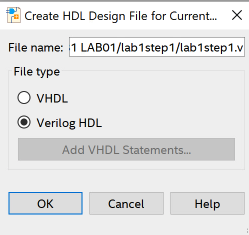 Create HDL Design File for Current...
File name: 1 LAB01/lab1step1/lab1step1.v
File type
VHDL
Verilog HDL
Add VHDL Statements...
OK Cancel Help